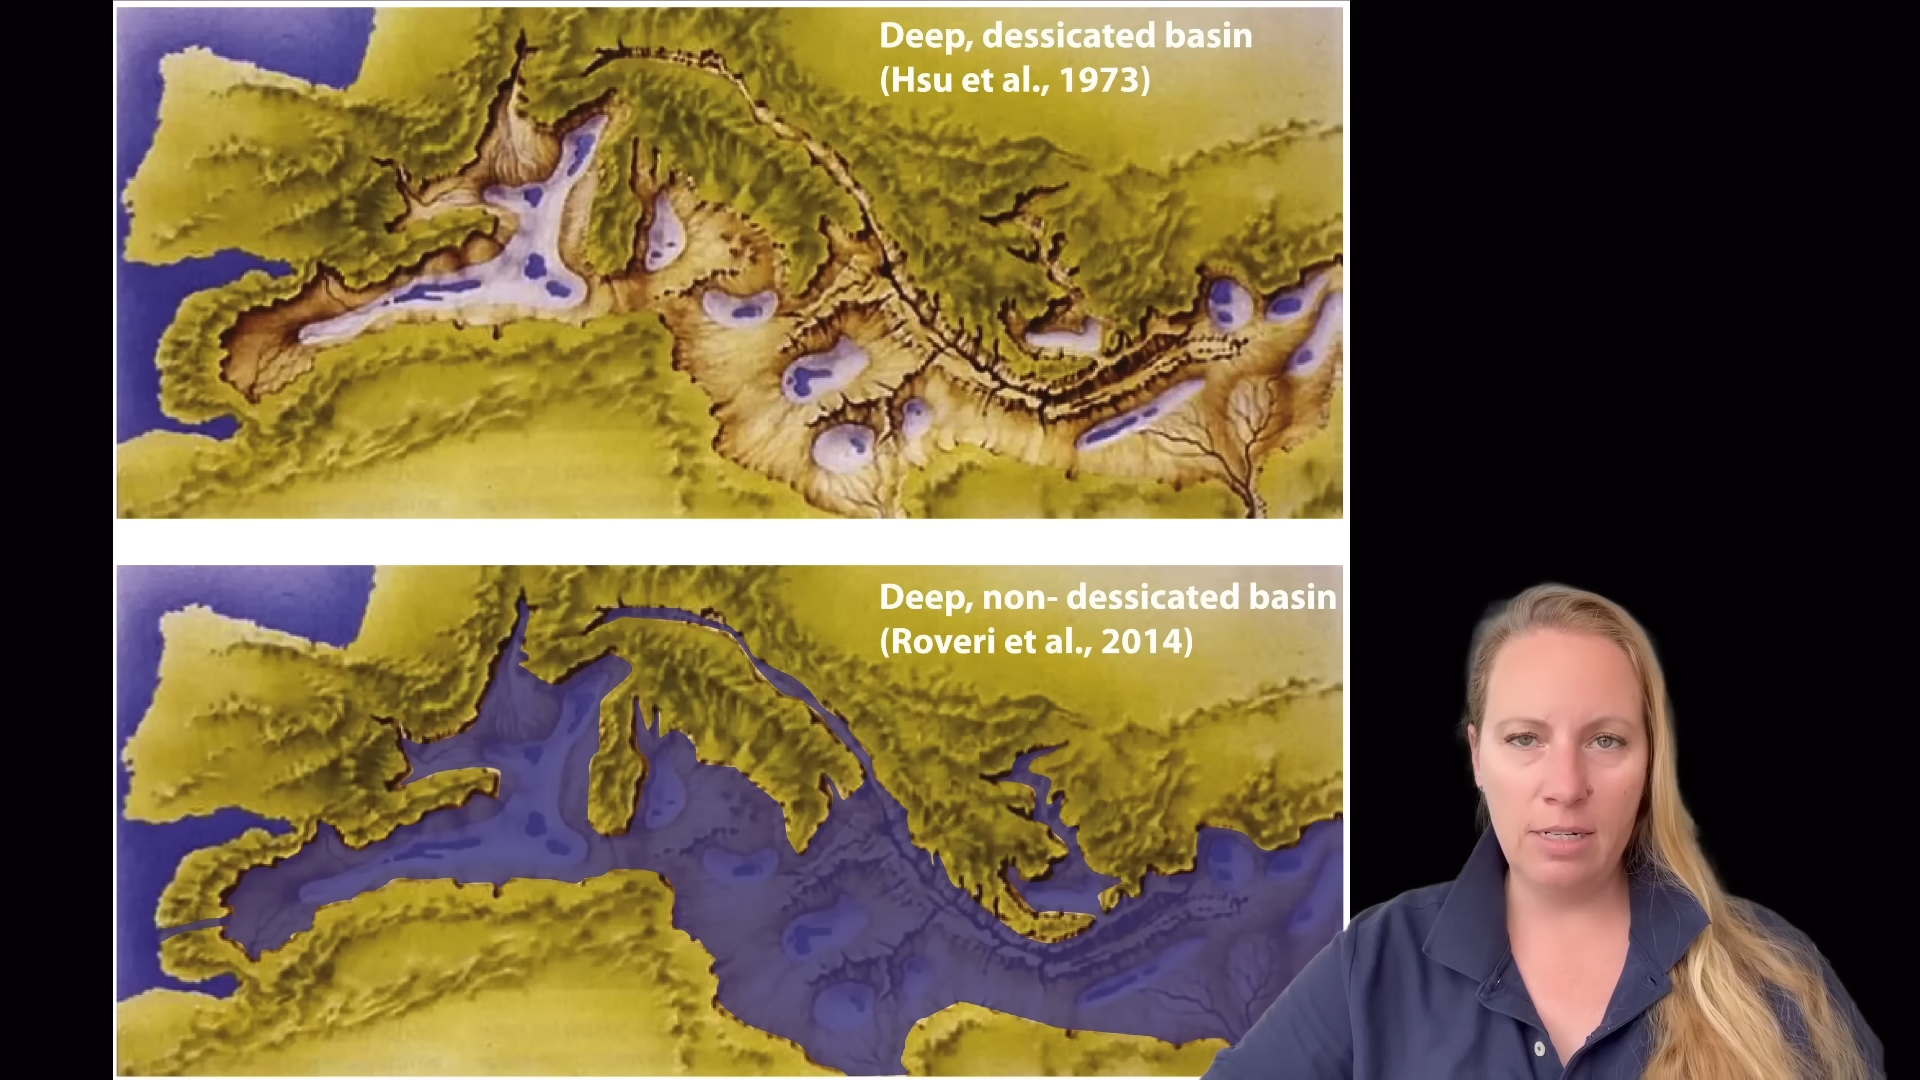 Deep, dessicated basin
(Hsu et al., 1973)
Deep, non- dessicated basin
(Roveri et al., 2014)